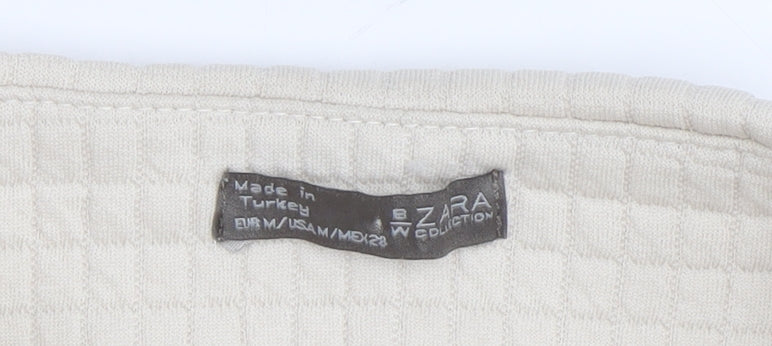 Made in
Turkey
EUR M / USA M / MEX 28
B/W ZARA
COLLECTION